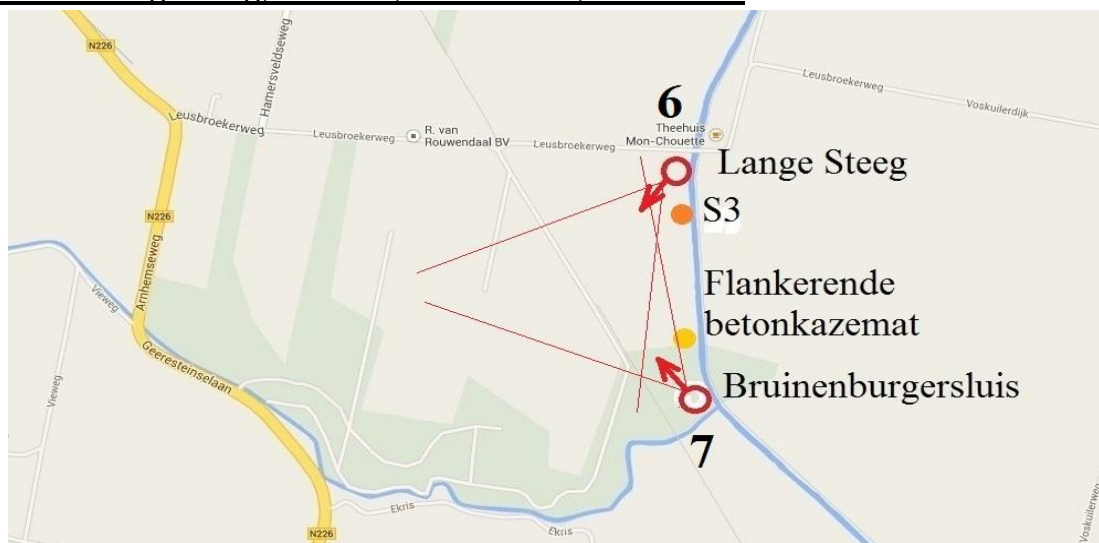 N226
Hamersveldseweg
Leusbroekerweg
Leusbroekerweg
R. van
Rouwendaal BV
Leusbroekerweg
6
Theehuis
Mon-Chouette
Leusbroekerweg
Voskuilerdijk
Lange Steeg
S3
N226
Arnhemseweg
Vieweg
Vieweg
Geeresteinselaan
Flankerende
betonkazemat
Bruinenburgersluis
7
Ekris
Ekris
N226
Voskuilerweg